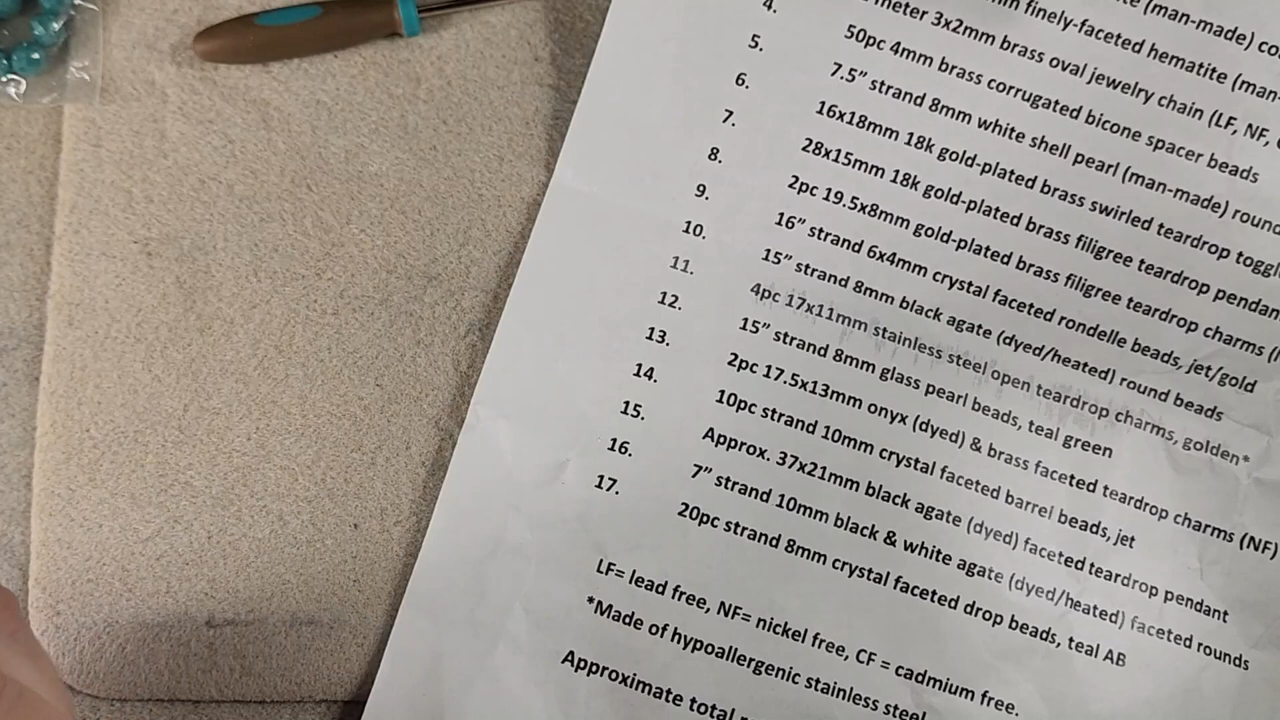 (man-made)
finely-faceted hematite (man-
meter 3x2mm brass oval jewelry chain (LF, NF,
4. 50pc 4mm brass corrugated bicone spacer beads
5. 7.5” strand 8mm white shell pearl (man-made) round
6. 16x18mm 18k gold-plated brass swirled teardrop toggl
7. 28x15mm 18k gold-plated brass filigree teardrop pendan
8. 2pc 19.5x8mm gold-plated brass filigree teardrop charms (
9. 16” strand 6x4mm crystal faceted rondelle beads, jet/gold
10. 15” strand 8mm black agate (dyed/heated) round beads
11. 4pc 17x11mm stainless steel open teardrop charms, golden*
12. 15” strand 8mm glass pearl beads, teal green
13. 2pc 17.5x13mm onyx (dyed) & brass faceted teardrop charms (NF)
14. 10pc strand 10mm crystal faceted barrel beads, jet
15. Approx. 37x21mm black agate (dyed) faceted teardrop pendant
16. 7” strand 10mm black & white agate (dyed/heated) faceted rounds
17. 20pc strand 8mm crystal faceted drop beads, teal AB
LF= lead free, NF= nickel free, CF = cadmium free.
*Made of hypoallergenic stainless steel
Approximate total